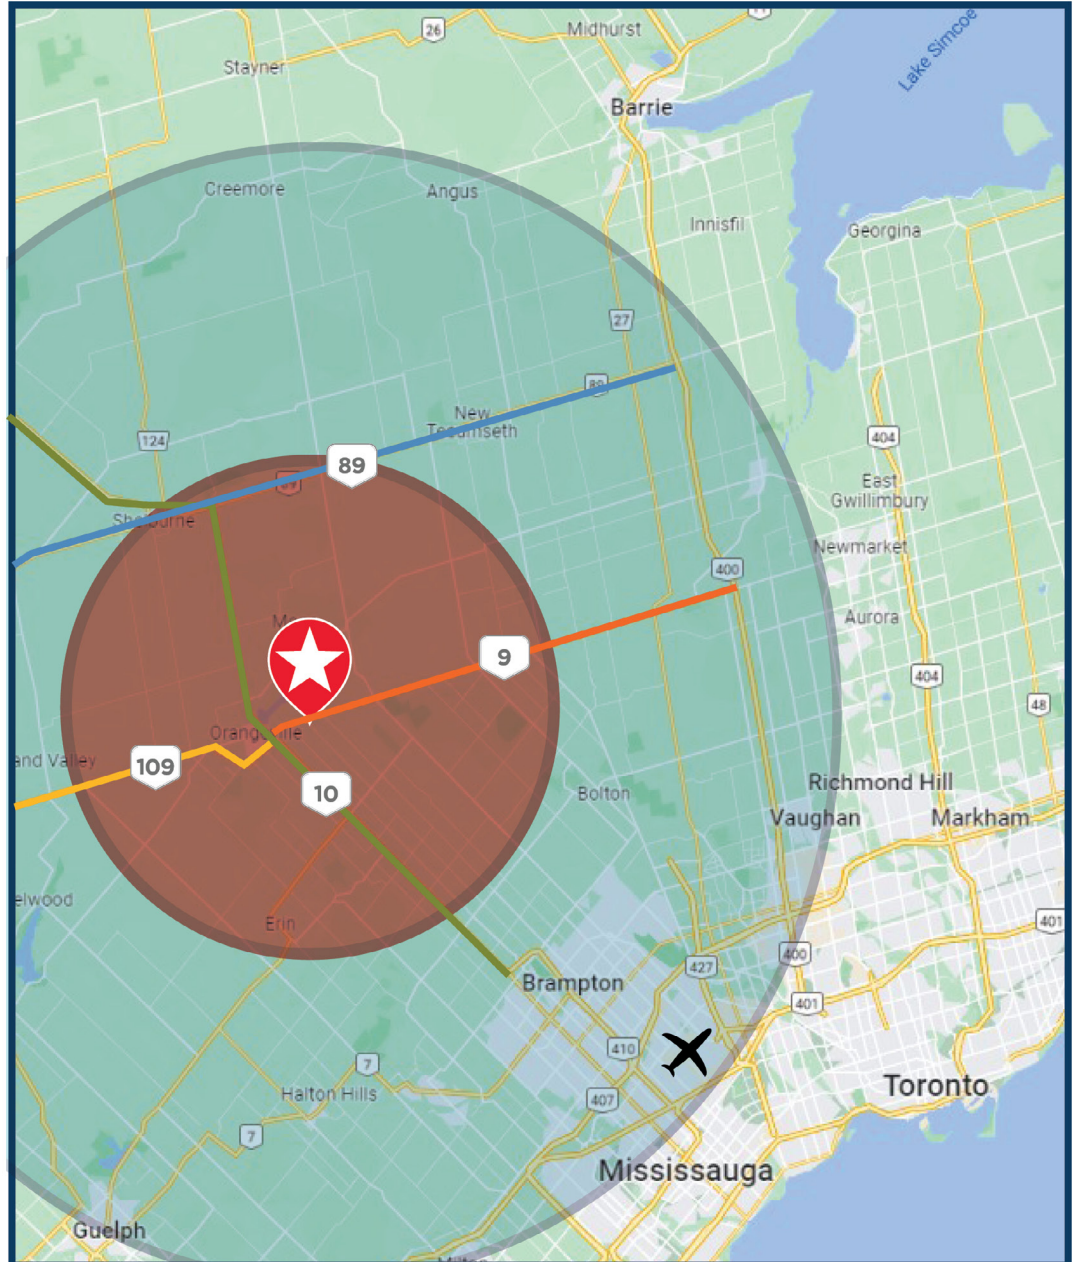 26
Midhurst
Stayner
Lake Simcoe
Barrie
Creemore
Angus
Innisfil
Georgina
27
89
New
Tecumseth
124
404
89
East
Gwillimbury
Shelburne
Newmarket
400
Aurora
9
404
48
Orangeville
and Valley
109
10
Richmond Hill
Bolton
Vaughan
Markham
elwood
Erin
401
400
427
Brampton
401
410
7
Toronto
Halton Hills
407
7
Mississauga
Guelph